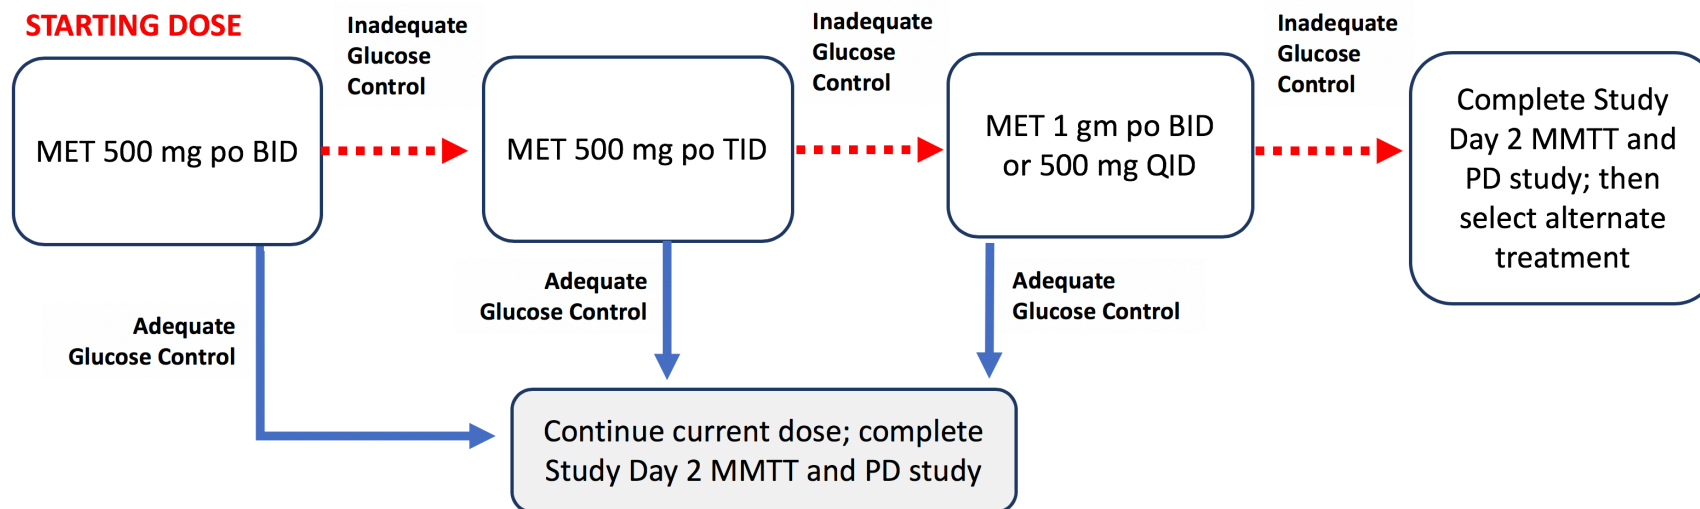 STARTING DOSE
Inadequate
Glucose
Control
Inadequate
Glucose
Control
Inadequate
Glucose
Control
MET 500 mg po BID
MET 500 mg po TID
MET 1 gm po BID
or 500 mg QID
Complete Study
Day 2 MMTT and
PD study; then
select alternate
treatment
Adequate
Glucose Control
Adequate
Glucose Control
Adequate
Glucose Control
Continue current dose; complete
Study Day 2 MMTT and PD study